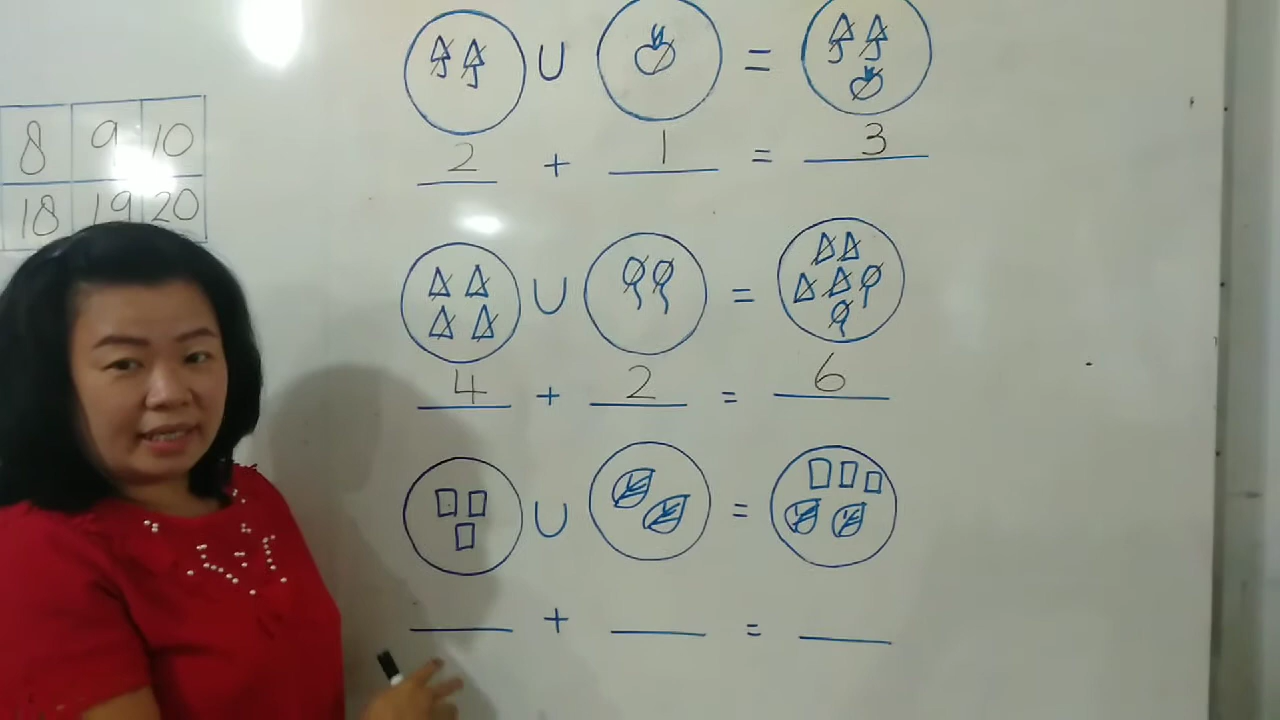 8 9 10
18 19 20
∪ =
2 + 1 = 3
∪ =
4 + 2 = 6
∪ =
+ =